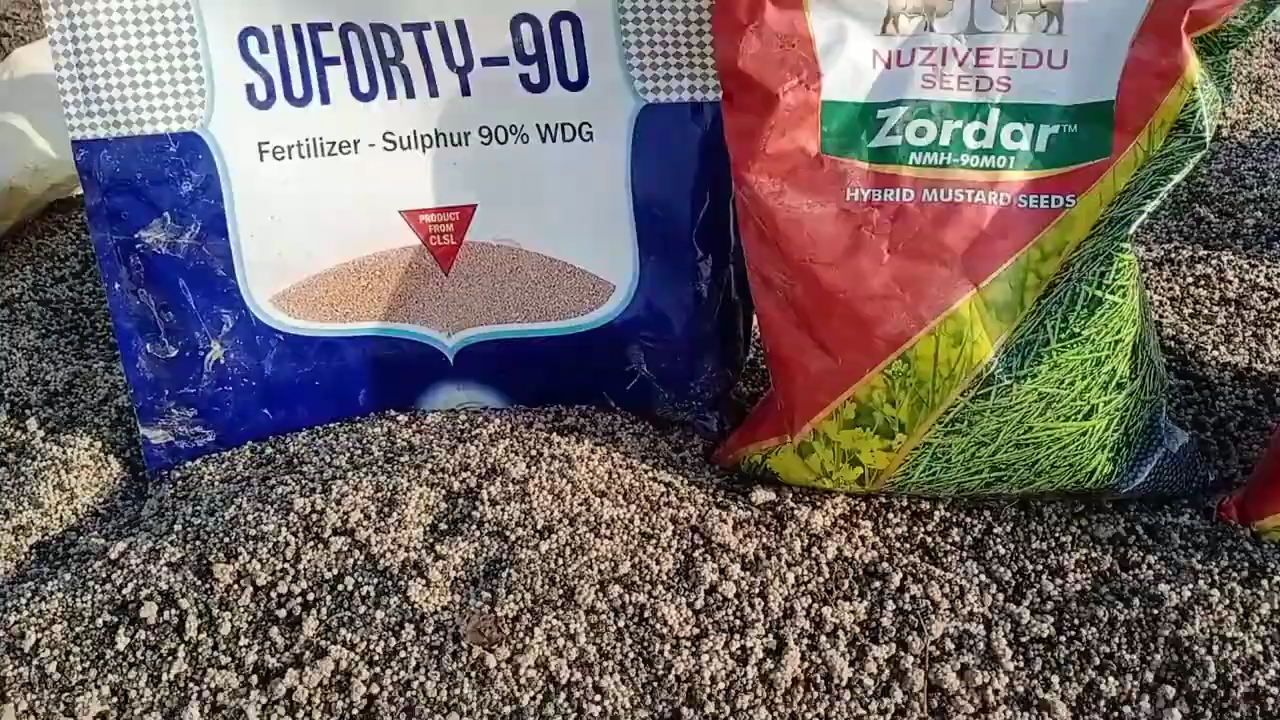 SUFORTY-90
Fertilizer - Sulphur 90% WDG
PRODUCT
FROM
CLSL
NUZIVEEDU
SEEDS
Zordar™
NMH-90M01
HYBRID MUSTARD SEEDS